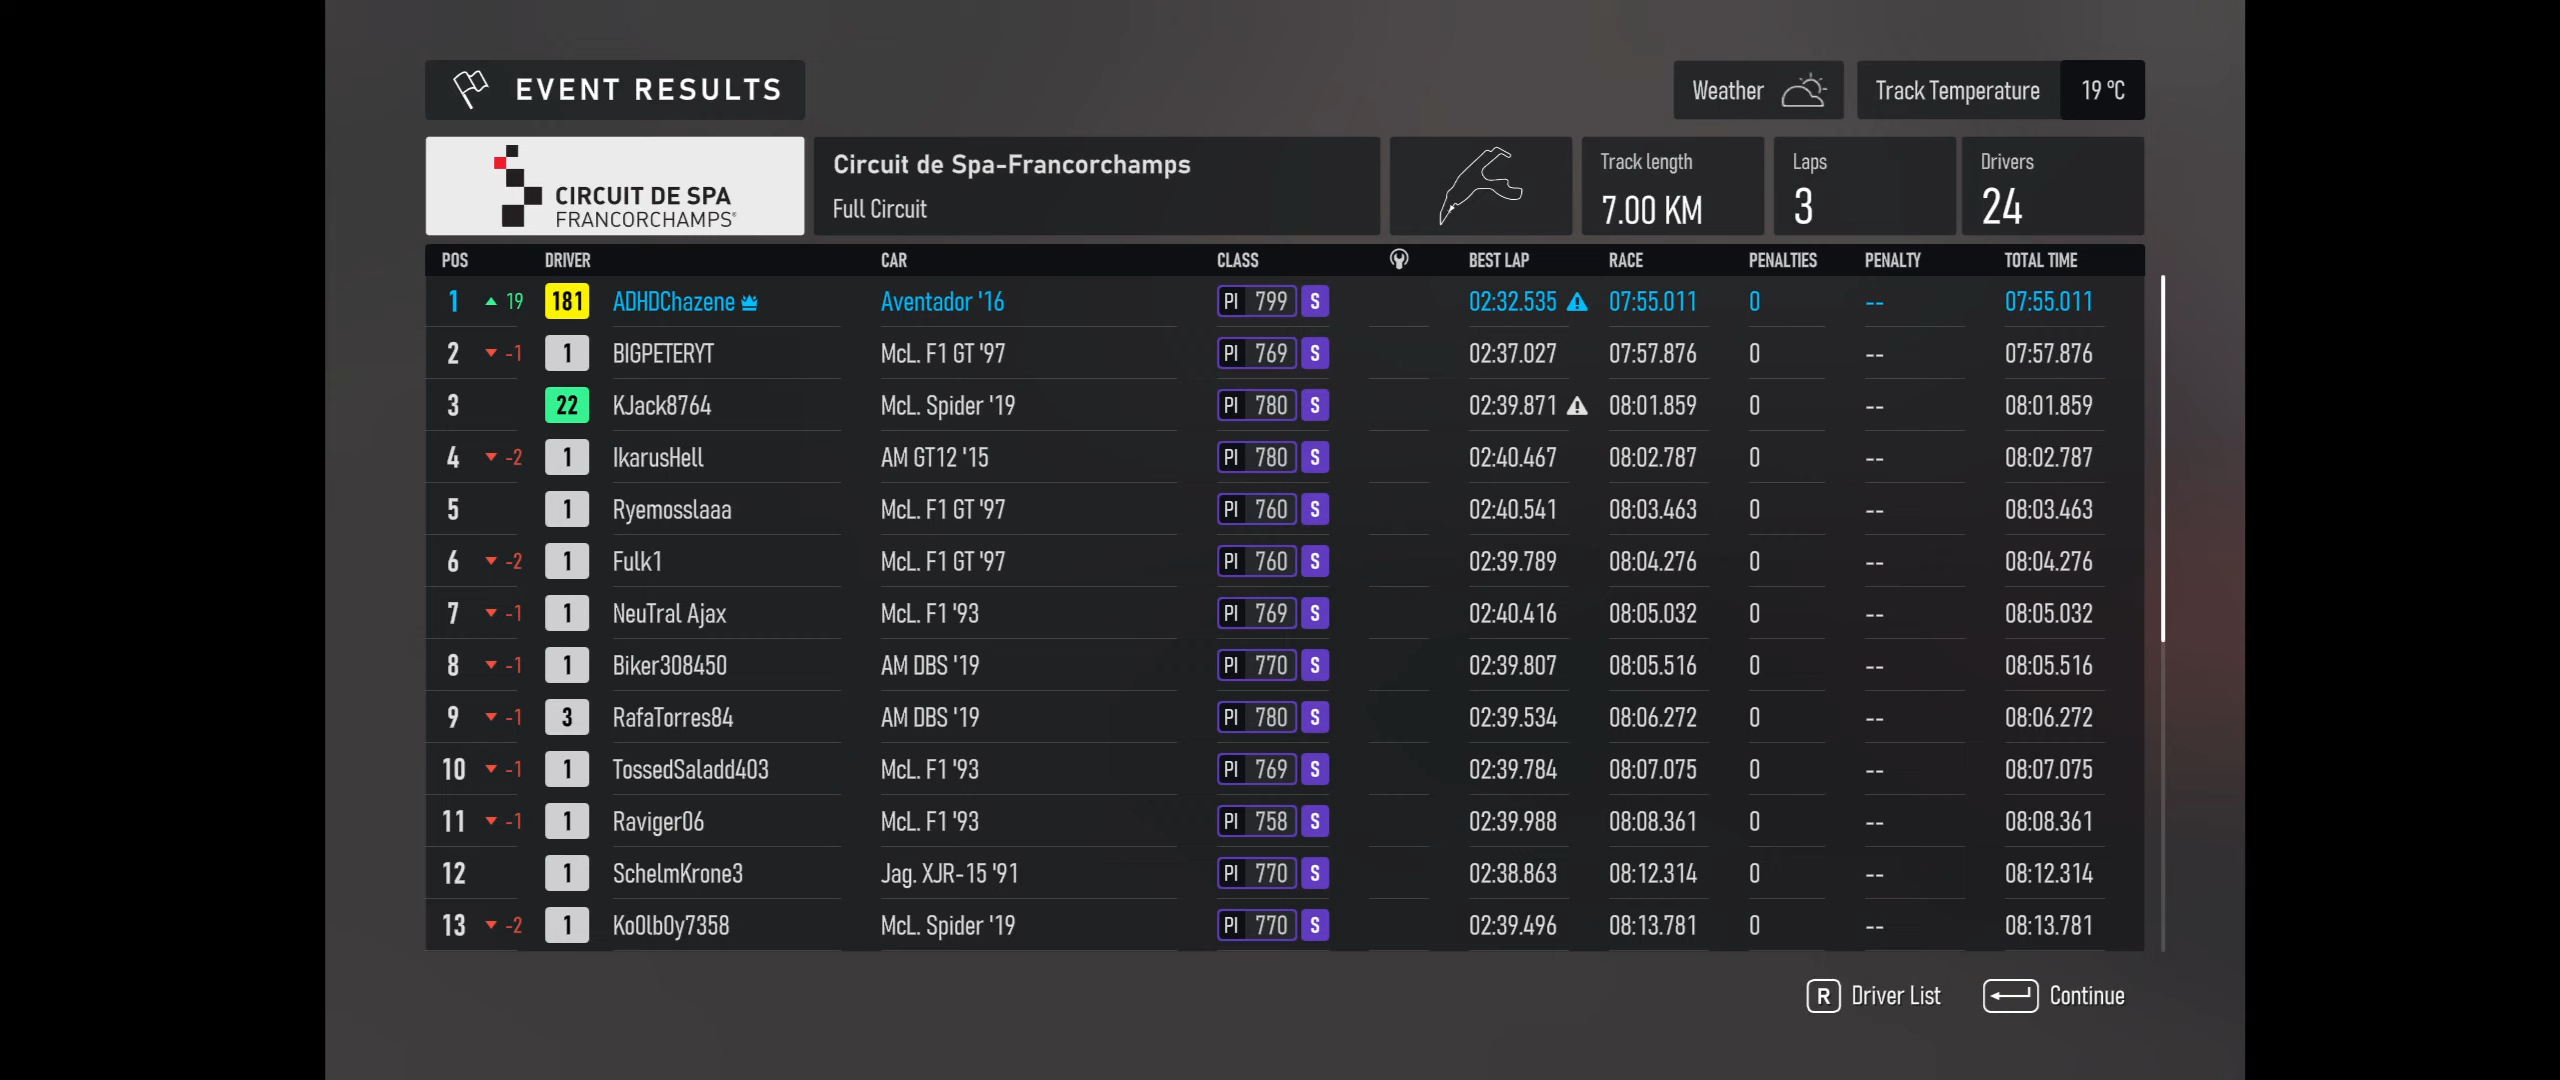 EVENT RESULTS
Weather
Track Temperature 19 °C
CIRCUIT DE SPA
FRANCORCHAMPS
Circuit de Spa-Francorchamps
Full Circuit
Track length
7.00 KM
Laps
3
Drivers
24
POS DRIVER CAR CLASS BEST LAP RACE PENALTIES PENALTY TOTAL TIME
1 ▲ 19 181 ADHDChazene Aventador '16 PI 799 S 02:32.535 07:55.011 0 -- 07:55.011
2 ▼ -1 1 BIGPETERYT McL. F1 GT '97 PI 769 S 02:37.027 07:57.876 0 -- 07:57.876
3 22 KJack8764 McL. Spider '19 PI 780 S 02:39.871 08:01.859 0 -- 08:01.859
4 ▼ -2 1 IkarusHell AM GT12 '15 PI 780 S 02:40.467 08:02.787 0 -- 08:02.787
5 1 Ryemosslaaa McL. F1 GT '97 PI 760 S 02:40.541 08:03.463 0 -- 08:03.463
6 ▼ -2 1 Fulk1 McL. F1 GT '97 PI 760 S 02:39.789 08:04.276 0 -- 08:04.276
7 ▼ -1 1 NeuTral Ajax McL. F1 '93 PI 769 S 02:40.416 08:05.032 0 -- 08:05.032
8 ▼ -1 1 Biker308450 AM DBS '19 PI 770 S 02:39.807 08:05.516 0 -- 08:05.516
9 ▼ -1 3 RafaTorres84 AM DBS '19 PI 780 S 02:39.534 08:06.272 0 -- 08:06.272
10 ▼ -1 1 TossedSaladd403 McL. F1 '93 PI 769 S 02:39.784 08:07.075 0 -- 08:07.075
11 ▼ -1 1 Raviger06 McL. F1 '93 PI 758 S 02:39.988 08:08.361 0 -- 08:08.361
12 1 SchelmKrone3 Jag. XJR-15 '91 PI 770 S 02:38.863 08:12.314 0 -- 08:12.314
13 ▼ -2 1 Ko0lb0y7358 McL. Spider '19 PI 770 S 02:39.496 08:13.781 0 -- 08:13.781
R Driver List Continue